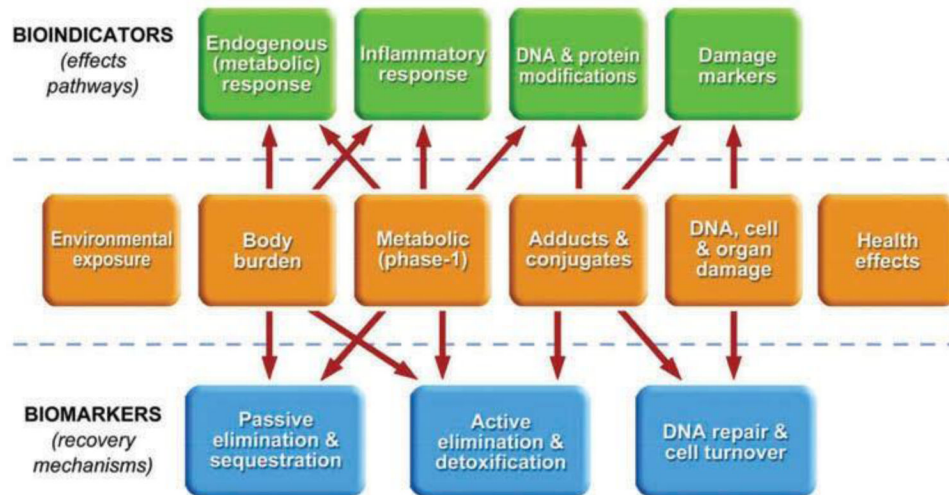 BIOINDICATORS
(effects
pathways)
Endogenous
(metabolic)
response
Inflammatory
response
DNA & protein
modifications
Damage
markers
Environmental
exposure
Body
burden
Metabolic
(phase-1)
Adducts &
conjugates
DNA, cell
& organ
damage
Health
effects
BIOMARKERS
(recovery
mechanisms)
Passive
elimination &
sequestration
Active
elimination &
detoxification
DNA repair &
cell turnover